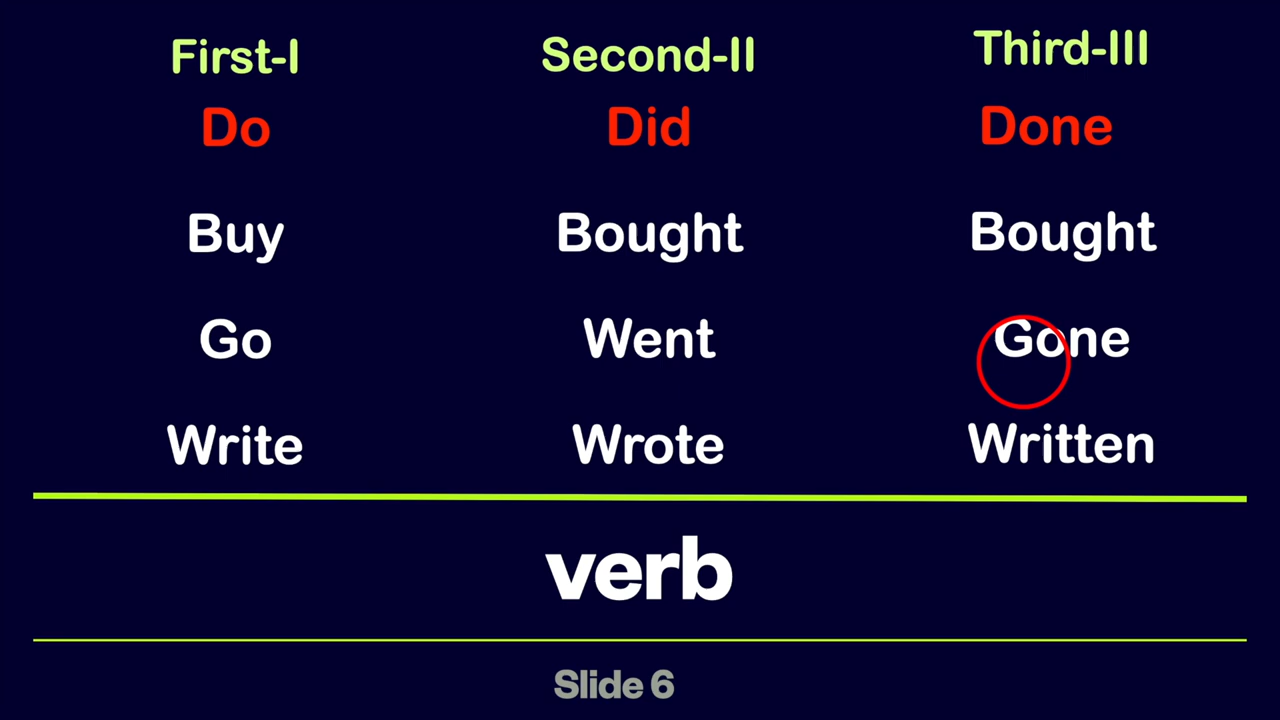 First-I Second-II Third-III
Do Did Done
Buy Bought Bought
Go Went Gone
Write Wrote Written
verb
Slide 6